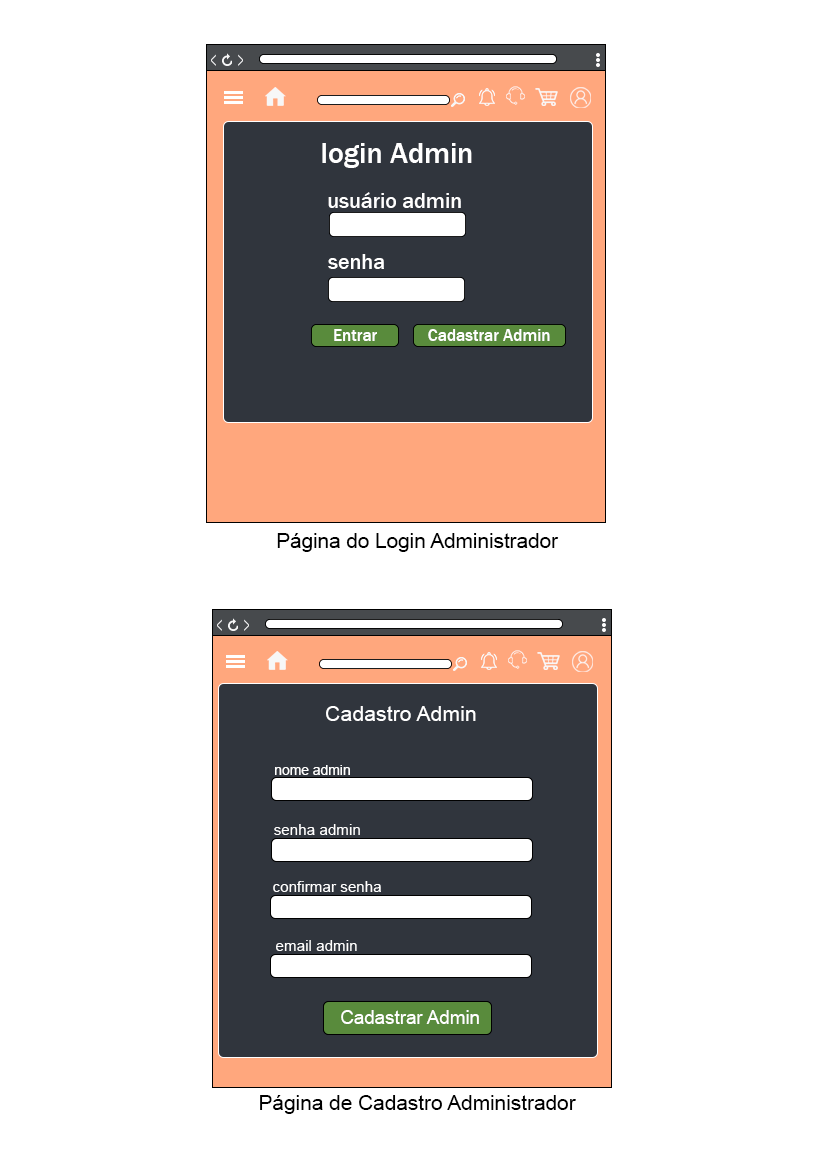 login Admin
usuário admin
senha
Entrar
Cadastrar Admin
Página do Login Administrador
Cadastro Admin
nome admin
senha admin
confirmar senha
email admin
Cadastrar Admin
Página de Cadastro Administrador